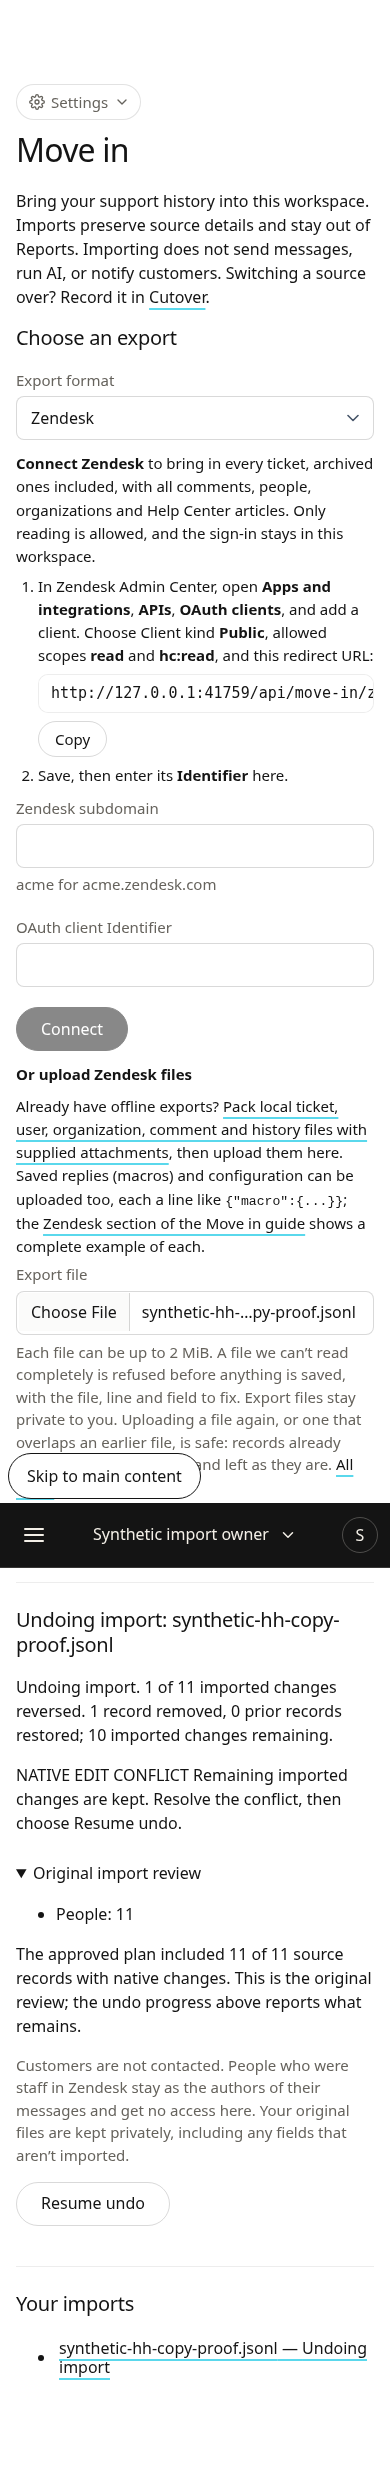 Settings
Move in
Bring your support history into this workspace.
Imports preserve source details and stay out of
Reports. Importing does not send messages,
run AI, or notify customers. Switching a source
over? Record it in Cutover.
Choose an export
Export format
Zendesk
Connect Zendesk to bring in every ticket, archived
ones included, with all comments, people,
organizations and Help Center articles. Only
reading is allowed, and the sign-in stays in this
workspace.
1. In Zendesk Admin Center, open Apps and
integrations, APIs, OAuth clients, and add a
client. Choose Client kind Public, allowed
scopes read and hc:read, and this redirect URL:
http://127.0.0.1:41759/api/move-in/z
Copy
2. Save, then enter its Identifier here.
Zendesk subdomain
acme for acme.zendesk.com
OAuth client Identifier
Connect
Or upload Zendesk files
Already have offline exports? Pack local ticket,
user, organization, comment and history files with
supplied attachments, then upload them here.
Saved replies (macros) and configuration can be
uploaded too, each a line like {"macro":{...}};
the Zendesk section of the Move in guide shows a
complete example of each.
Export file
Choose File synthetic-hh-...py-proof.jsonl
Each file can be up to 2 MiB. A file we can't read
completely is refused before anything is saved,
with the file, line and field to fix. Export files stay
private to you. Uploading a file again, or one that
overlaps an earlier file, is safe: records already
and left as they are. All
Skip to main content
Synthetic import owner
S
Undoing import: synthetic-hh-copy-
proof.jsonl
Undoing import. 1 of 11 imported changes
reversed. 1 record removed, 0 prior records
restored; 10 imported changes remaining.
NATIVE EDIT CONFLICT Remaining imported
changes are kept. Resolve the conflict, then
choose Resume undo.
Original import review
People: 11
The approved plan included 11 of 11 source
records with native changes. This is the original
review; the undo progress above reports what
remains.
Customers are not contacted. People who were
staff in Zendesk stay as the authors of their
messages and get no access here. Your original
files are kept privately, including any fields that
aren't imported.
Resume undo
Your imports
synthetic-hh-copy-proof.jsonl — Undoing
import